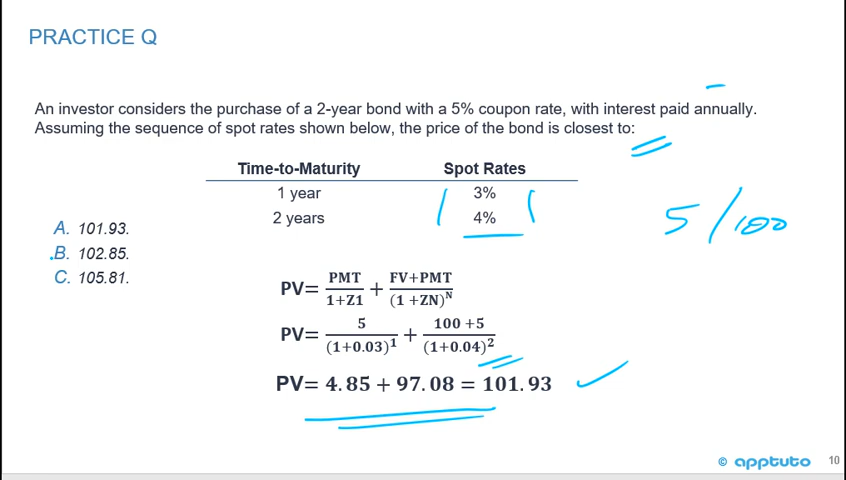 PRACTICE Q
An investor considers the purchase of a 2-year bond with a 5% coupon rate, with interest paid annually.
Assuming the sequence of spot rates shown below, the price of the bond is closest to:
Time-to-Maturity Spot Rates
1 year 3%
2 years 4%
5/100
A. 101.93.
B. 102.85.
C. 105.81.
PV= PMT/1+Z1 + FV+PMT/(1 +ZN)^N
PV= 5/(1+0.03)^1 + 100 +5/(1+0.04)^2
PV= 4.85 + 97.08 = 101.93
© apptuto 10